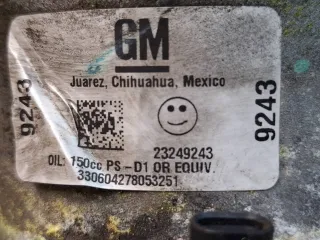 GM
Juarez, Chihuahua, Mexico
9243
9243
23249243
OIL: 150cc PS-D1 OR EQUIV.
330604278053251